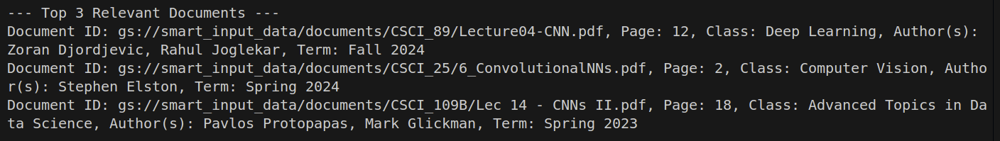 --- Top 3 Relevant Documents ---
Document ID: gs://smart_input_data/documents/CSCI_89/Lecture04-CNN.pdf, Page: 12, Class: Deep Learning, Author(s):
Zoran Djordjevic, Rahul Joglekar, Term: Fall 2024
Document ID: gs://smart_input_data/documents/CSCI_25/6_ConvolutionalNNs.pdf, Page: 2, Class: Computer Vision, Autho
r(s): Stephen Elston, Term: Spring 2024
Document ID: gs://smart_input_data/documents/CSCI_109B/Lec 14 - CNNs II.pdf, Page: 18, Class: Advanced Topics in Da
ta Science, Author(s): Pavlos Protopapas, Mark Glickman, Term: Spring 2023